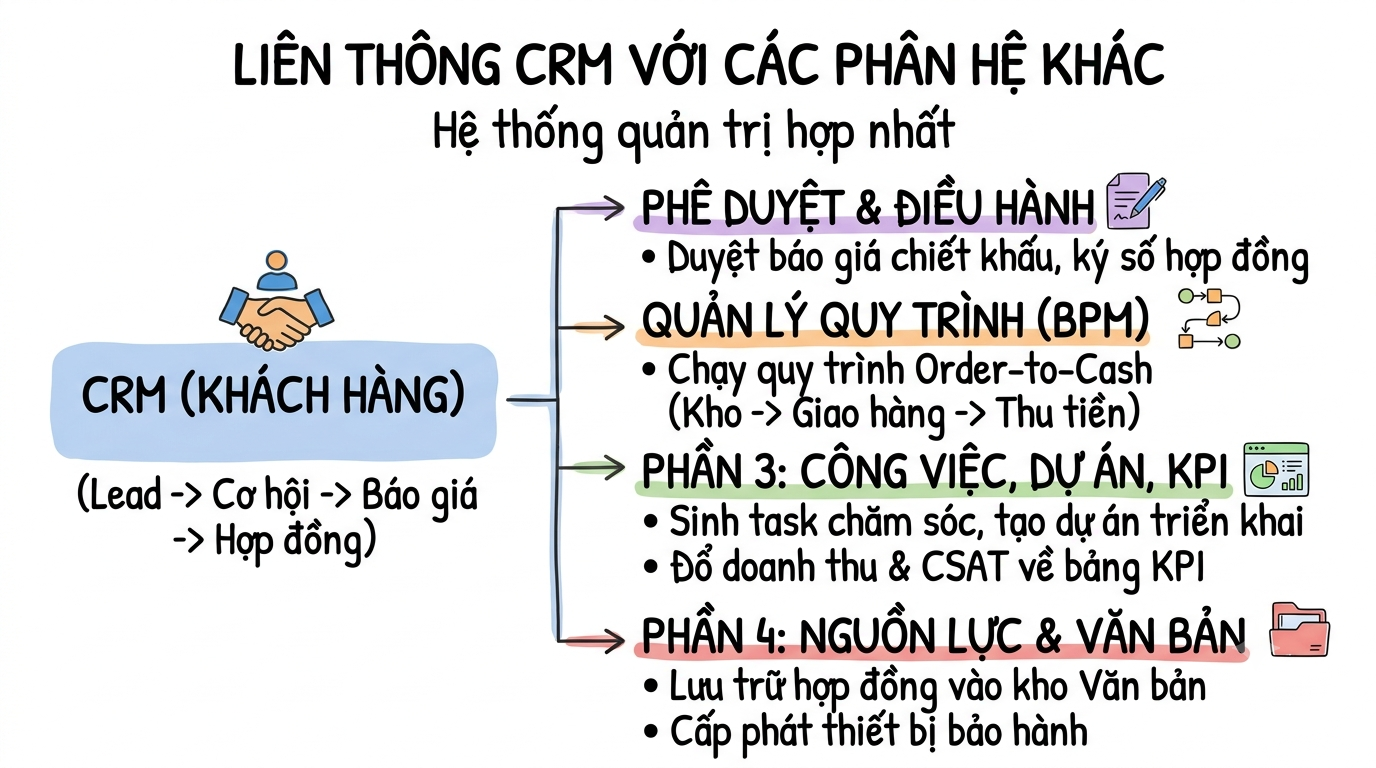 LIÊN THÔNG CRM VỚI CÁC PHÂN HỆ KHÁC
Hệ thống quản trị hợp nhất
CRM (KHÁCH HÀNG)
(Lead -> Cơ hội -> Báo giá
-> Hợp đồng)
PHÊ DUYỆT & ĐIỀU HÀNH
• Duyệt báo giá chiết khấu, ký số hợp đồng
QUẢN LÝ QUY TRÌNH (BPM)
• Chạy quy trình Order-to-Cash
(Kho -> Giao hàng -> Thu tiền)
PHẦN 3: CÔNG VIỆC, DỰ ÁN, KPI
• Sinh task chăm sóc, tạo dự án triển khai
• Đổ doanh thu & CSAT về bảng KPI
PHẦN 4: NGUỒN LỰC & VĂN BẢN
• Lưu trữ hợp đồng vào kho Văn bản
• Cấp phát thiết bị bảo hành